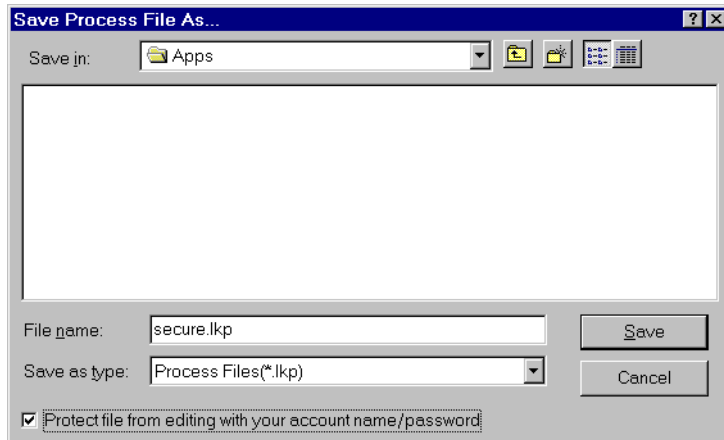 Save Process File As...
Save in: Apps
File name: secure.lkp Save
Save as type: Process Files(*.lkp) Cancel
Protect file from editing with your account name/password